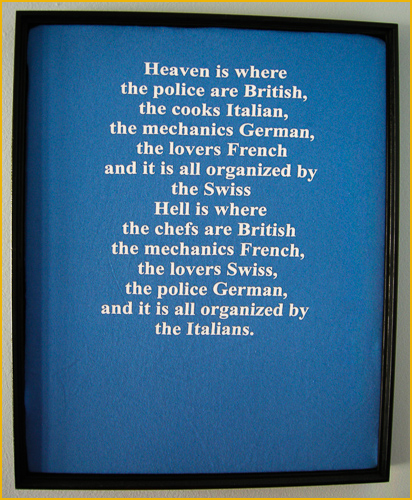 Heaven is where
the police are British,
the cooks Italian,
the mechanics German,
the lovers French
and it is all organized by
the Swiss
Hell is where
the chefs are British
the mechanics French,
the lovers Swiss,
the police German,
and it is all organized by
the Italians.